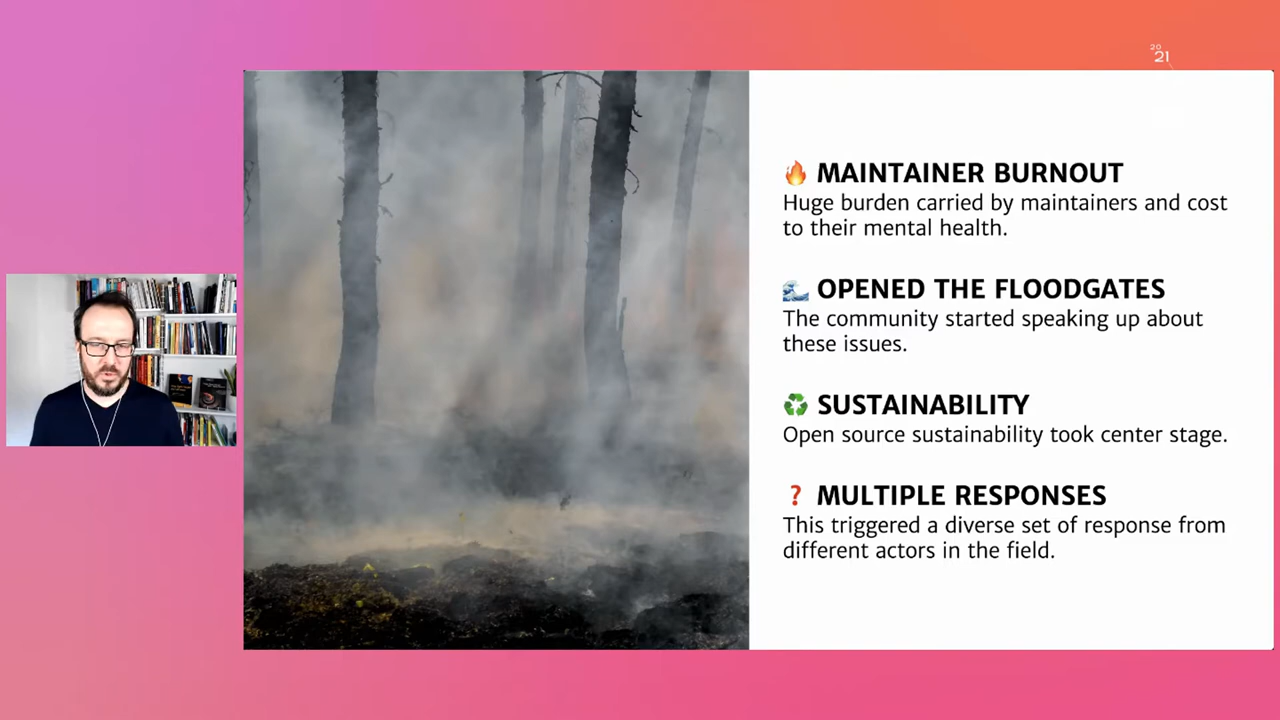 20
21
🔥 MAINTAINER BURNOUT
Huge burden carried by maintainers and cost
to their mental health.
🌊 OPENED THE FLOODGATES
The community started speaking up about
these issues.
♻️ SUSTAINABILITY
Open source sustainability took center stage.
❓ MULTIPLE RESPONSES
This triggered a diverse set of response from
different actors in the field.